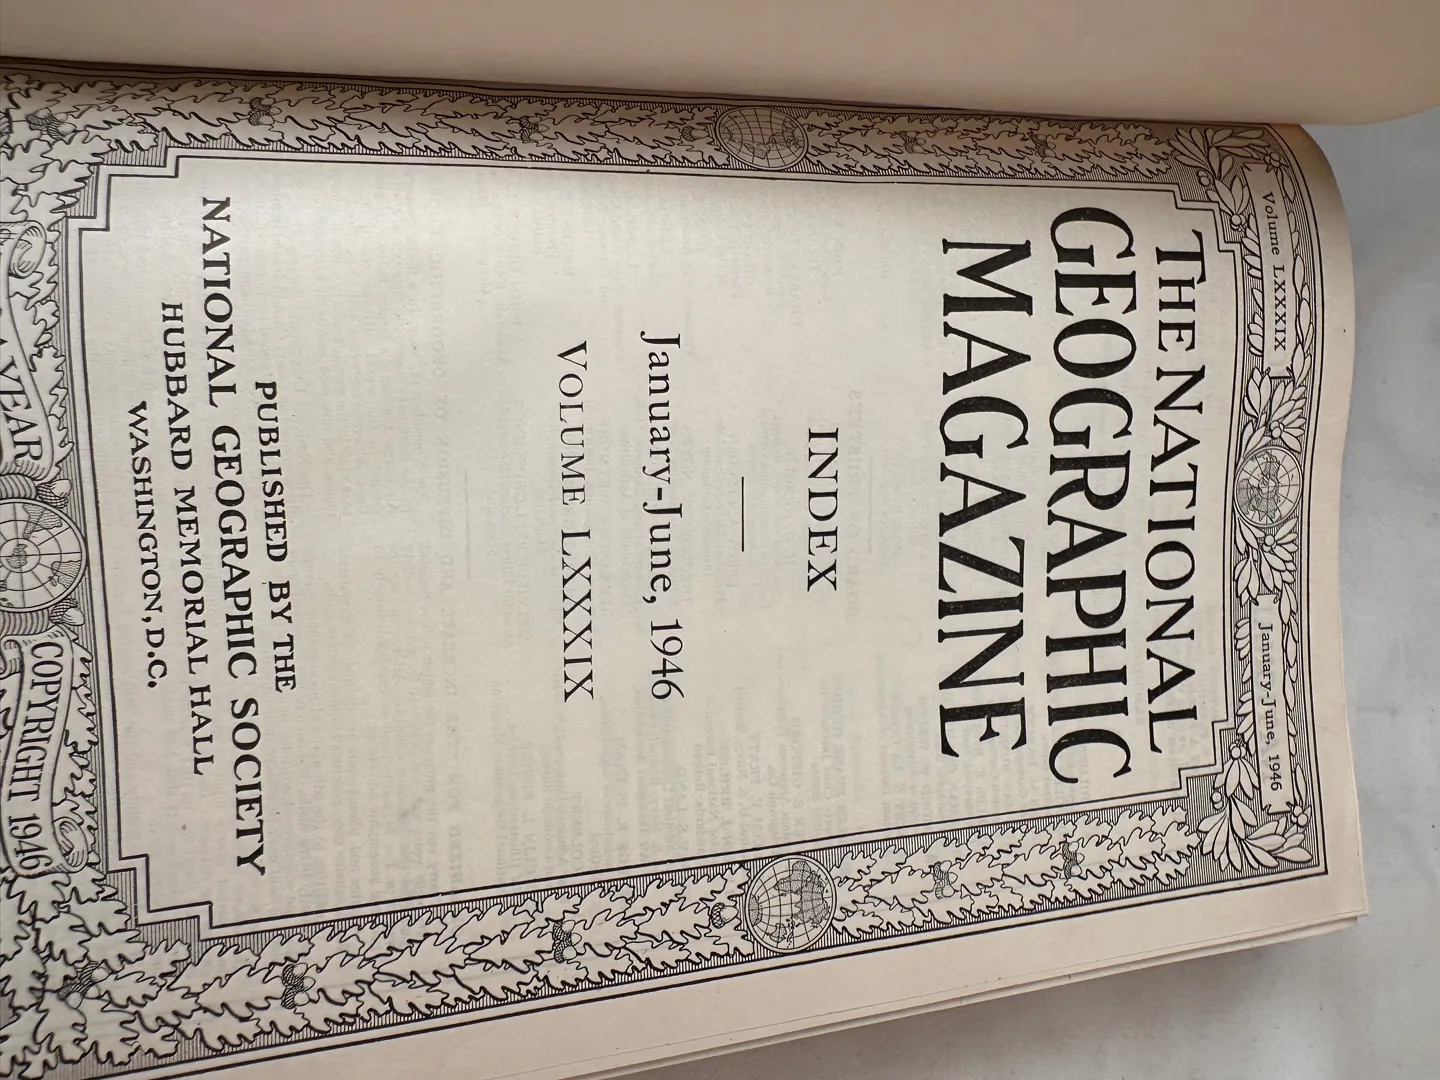 Volume LXXXIX
January-June, 1946
THE NATIONAL
GEOGRAPHIC
MAGAZINE
INDEX
January-June, 1946
VOLUME LXXXIX
PUBLISHED BY THE
NATIONAL GEOGRAPHIC SOCIETY
HUBBARD MEMORIAL HALL
WASHINGTON, D.C.
YEAR
COPYRIGHT 1946